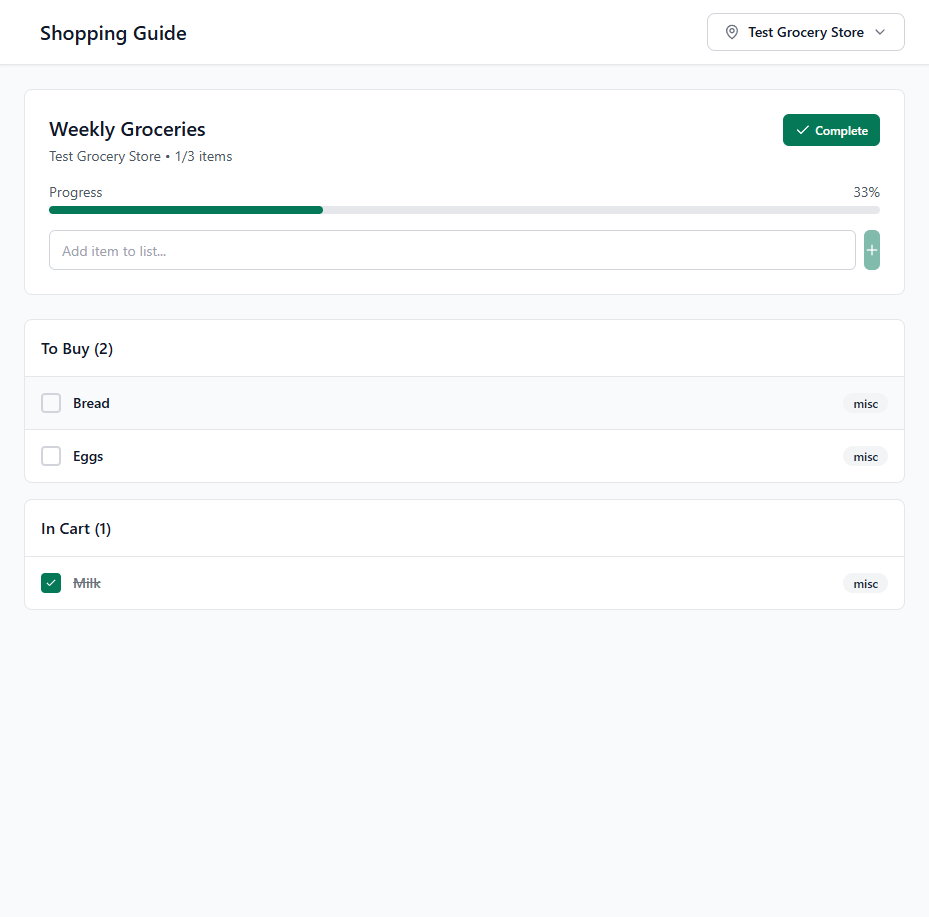 Shopping Guide
Test Grocery Store
Weekly Groceries
Complete
Test Grocery Store • 1/3 items
Progress 33%
Add item to list...
+
To Buy (2)
Bread misc
Eggs misc
In Cart (1)
Milk misc